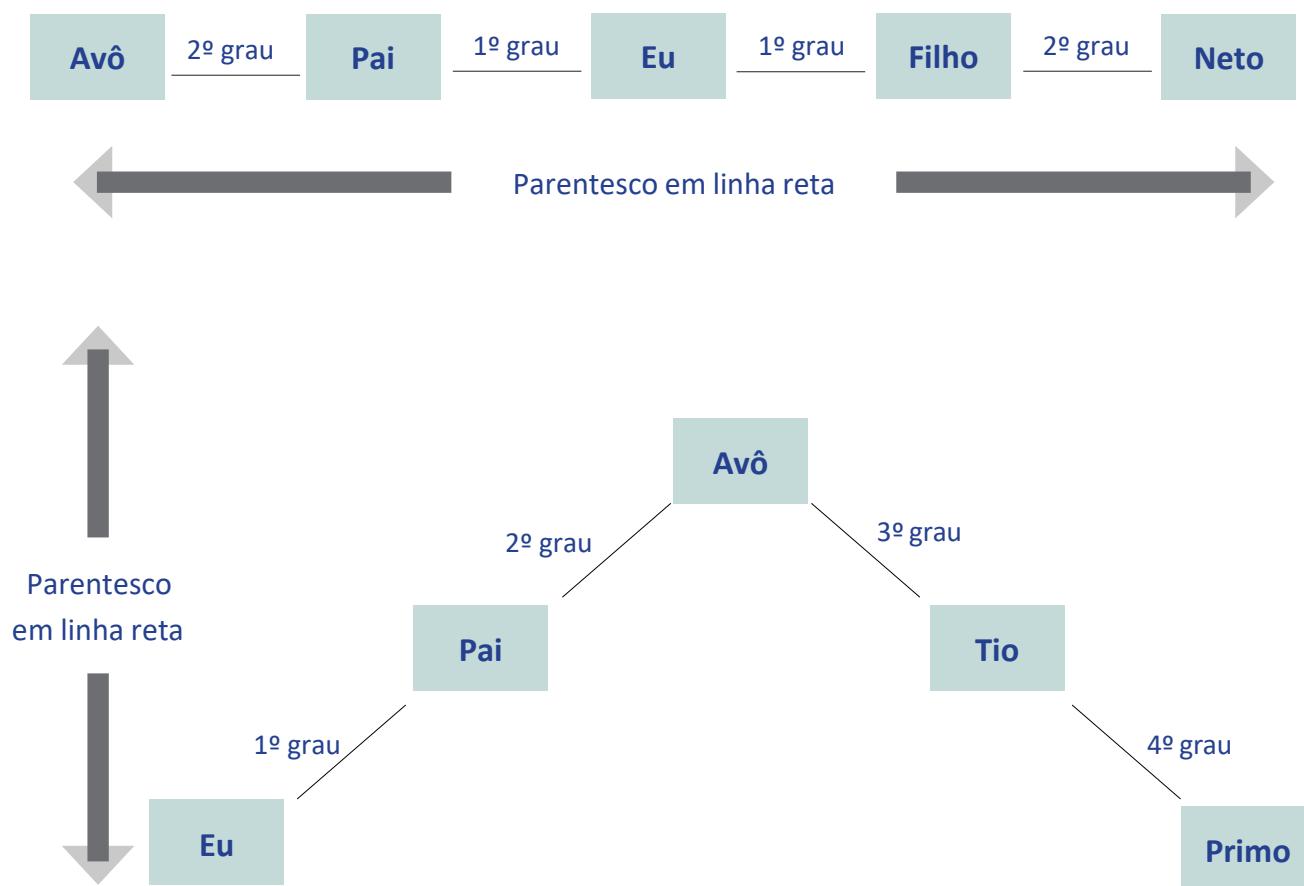 Avô 2º grau Pai 1º grau Eu 1º grau Filho 2º grau Neto
Parentesco em linha reta
Avô
2º grau
3º grau
Parentesco
em linha reta
Pai
Tio
1º grau
4º grau
Eu
Primo